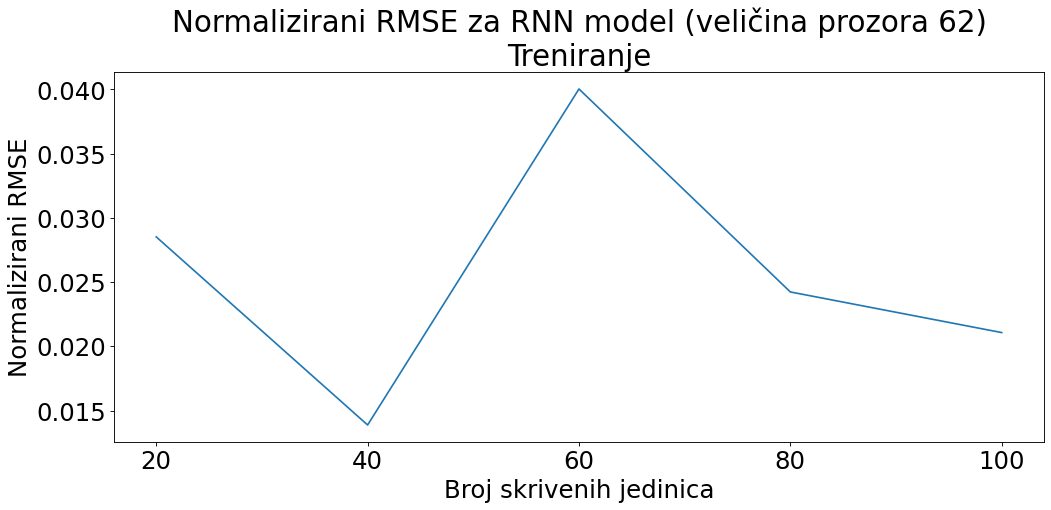 Normalizirani RMSE za RNN model (veličina prozora 62)
Treniranje
Normalizirani RMSE
0.040
0.035
0.030
0.025
0.020
0.015
20 40 60 80 100
Broj skrivenih jedinica